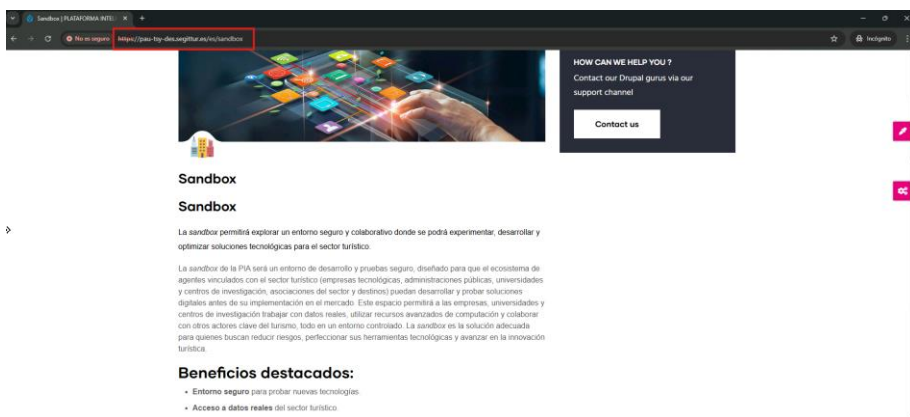 Sandbox | PLATAFORMA INTEL
No es seguro
https://pau-toy-des.segittur.es/es/sandbox
Incógnito
HOW CAN WE HELP YOU ?
Contact our Drupal gurus via our
support channel
Contact us
Sandbox
Sandbox
La sandbox permitirá explorar un entorno seguro y colaborativo donde se podrá experimentar, desarrollar y
optimizar soluciones tecnológicas para el sector turístico.
La sandbox de la PIA será un entorno de desarrollo y pruebas seguro, diseñado para que el ecosistema de
agentes vinculados con el sector turístico (empresas tecnológicas, administraciones públicas, universidades
y centros de investigación, asociaciones del sector y destinos) puedan desarrollar y probar soluciones
digitales antes de su implementación en el mercado. Este espacio permitirá a las empresas, universidades y
centros de investigación trabajar con datos reales, utilizar recursos avanzados de computación y colaborar
con otros actores clave del turismo, todo en un entorno controlado. La sandbox es la solución adecuada
para quienes buscan reducir riesgos, perfeccionar sus herramientas tecnológicas y avanzar en la innovación
turística.
Beneficios destacados:
• Entorno seguro para probar nuevas tecnologías.
• Acceso a datos reales del sector turístico.